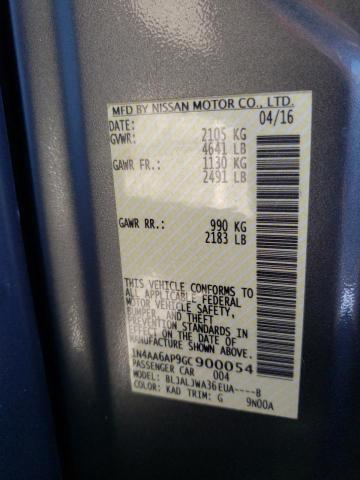 MFD BY NISSAN MOTOR CO., LTD.
DATE: 04/16
GVWR: 2105 KG
4641 LB
GAWR FR.: 1130 KG
2491 LB
GAWR RR.: 990 KG
2183 LB
THIS VEHICLE CONFORMS TO
ALL APPLICABLE FEDERAL
MOTOR VEHICLE SAFETY,
BUMPER, AND THEFT
PREVENTION STANDARDS IN
EFFECT ON THE DATE OF
MANUFACTURE SHOWN ABOVE.
1N4AA6AP9GC900054
PASSENGER CAR 004
MODEL: BLJALJWA36EUA----B
COLOR: KAD TRIM: G 9N00A